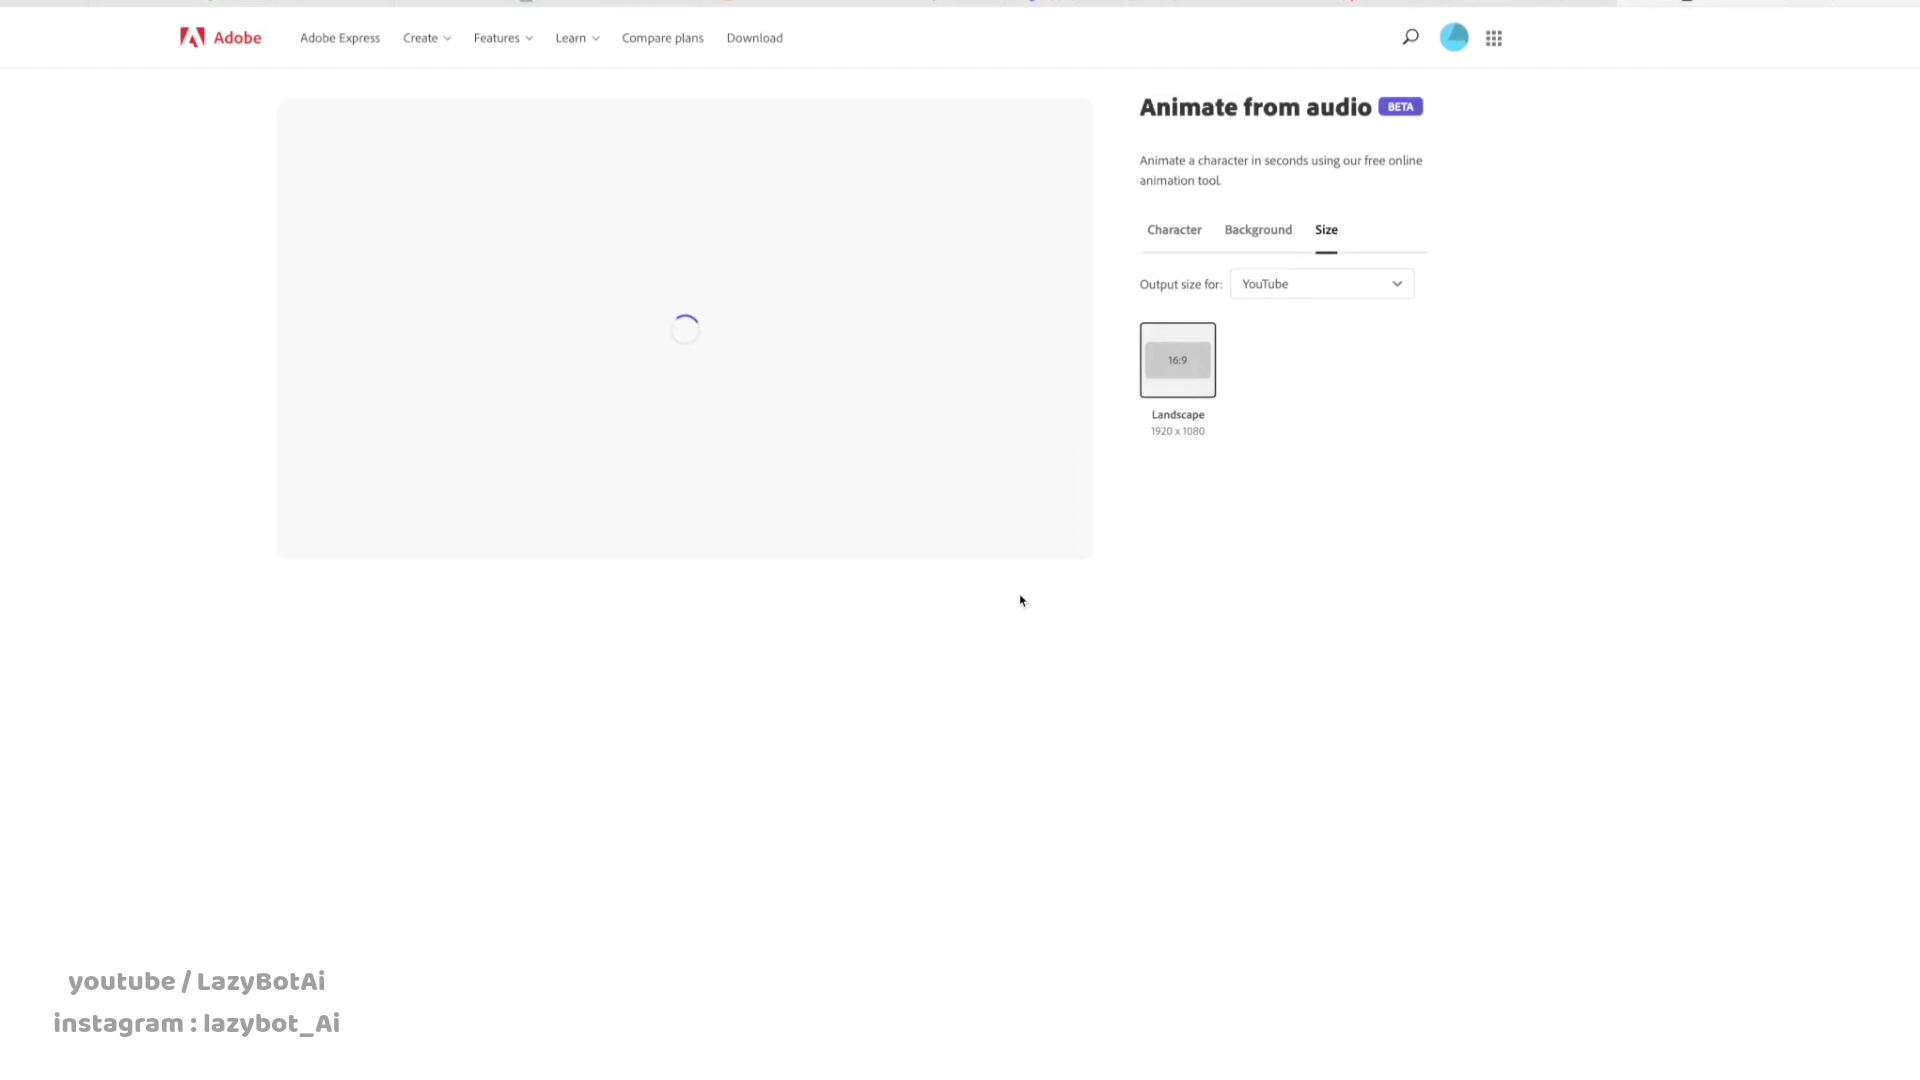 Adobe Adobe Express Create Features Learn Compare plans Download
Animate from audio BETA
Animate a character in seconds using our free online
animation tool.
Character Background Size
Output size for: YouTube
16:9
Landscape
1920 x 1080
youtube / LazyBotAi
instagram : lazybot_Ai